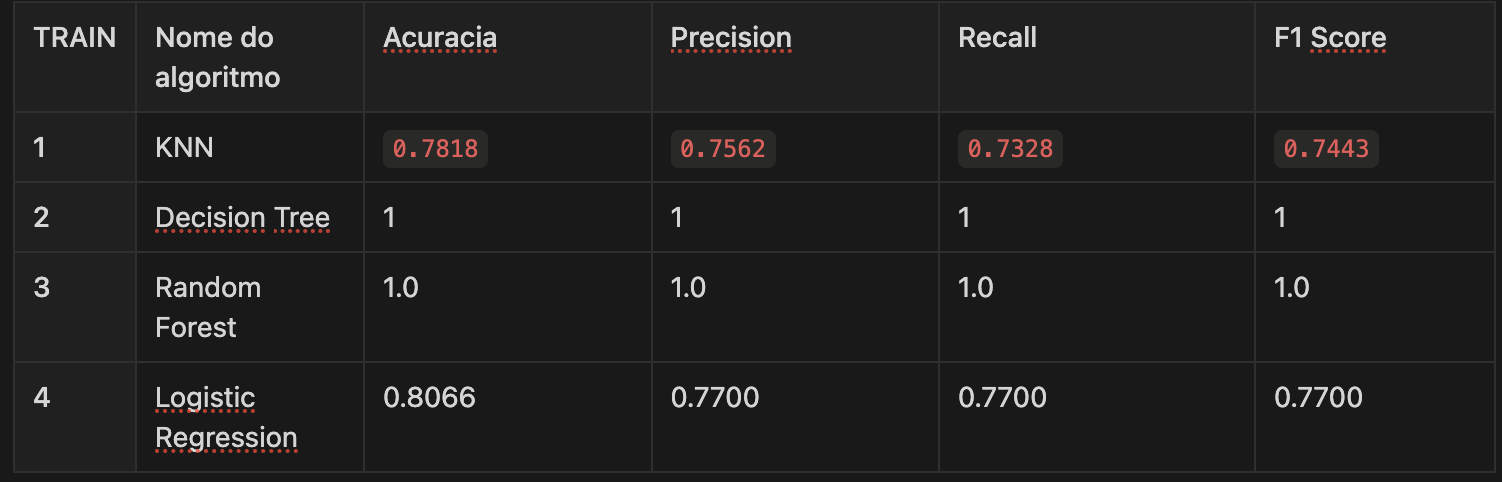 TRAIN Nome do algoritmo Acuracia Precision Recall F1 Score
1 KNN 0.7818 0.7562 0.7328 0.7443
2 Decision Tree 1 1 1 1
3 Random Forest 1.0 1.0 1.0 1.0
4 Logistic Regression 0.8066 0.7700 0.7700 0.7700